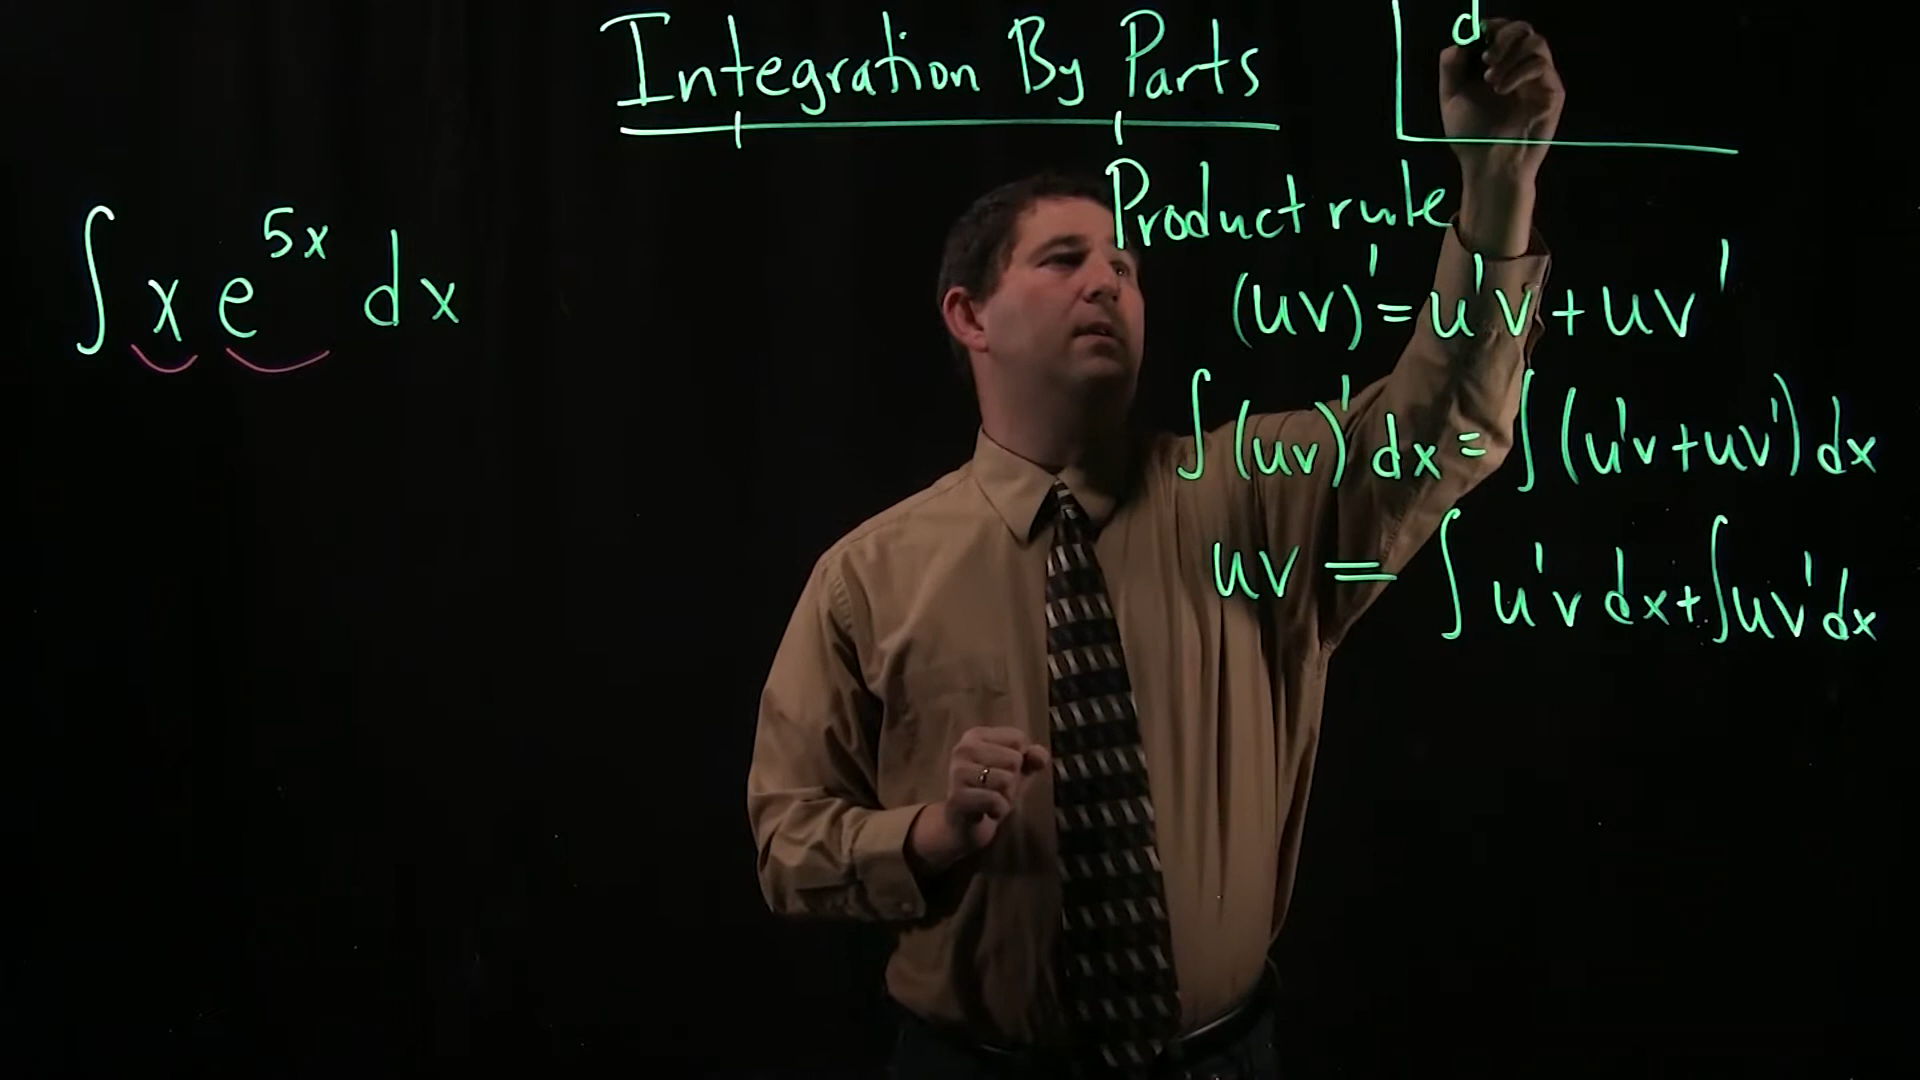 Integration By Parts
d
Product rule
∫ x e^{5x} dx
(uv)' = u'v + uv'
∫ (uv)' dx = ∫ (u'v + uv') dx
uv = ∫ u'v dx + ∫ uv' dx